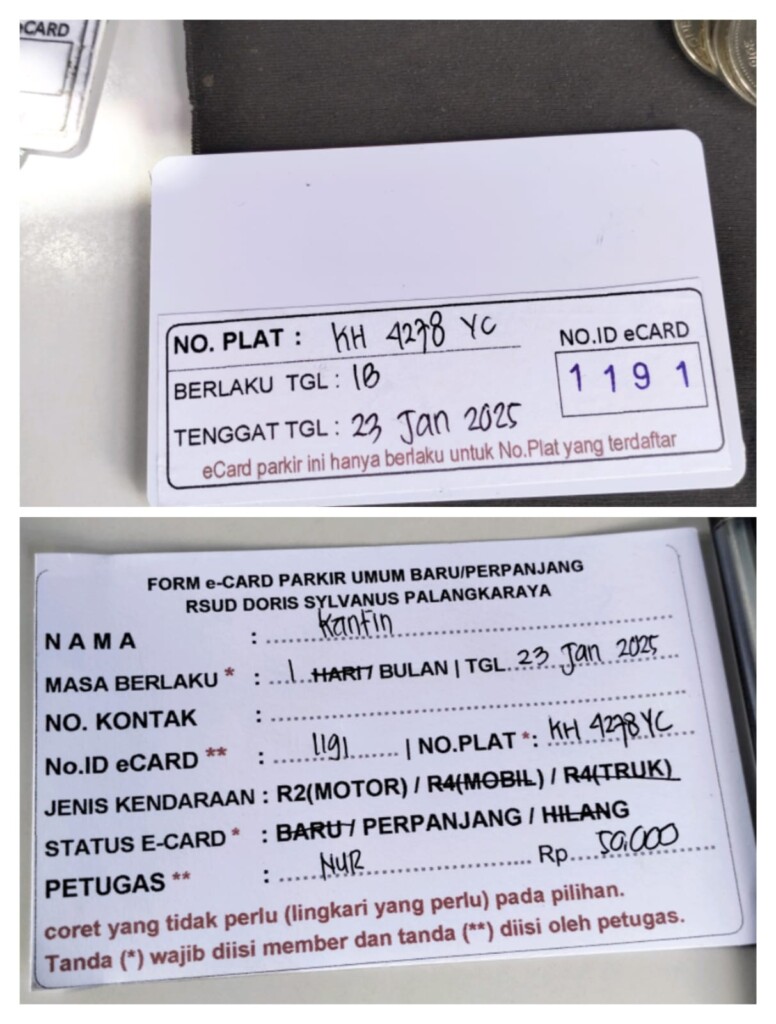 CARD
NO. PLAT : KH 4278 YC
NO.ID eCARD
1191
BERLAKU TGL : 1B
TENGGAT TGL : 23 Jan 2025
eCard parkir ini hanya berlaku untuk No.Plat yang terdaftar
FORM e-CARD PARKIR UMUM BARU/PERPANJANG
RSUD DORIS SYLVANUS PALANGKARAYA
NAMA : Kantin
MASA BERLAKU * : 1 HARI / BULAN | TGL. 23 Jan 2025
NO. KONTAK :
No.ID eCARD ** : 1191 | NO.PLAT *: KH 4278 YC
JENIS KENDARAAN : R2(MOTOR) / R4(MOBIL) / R4(TRUK)
STATUS E-CARD * : BARU / PERPANJANG / HILANG
PETUGAS ** : NUR Rp. 50.000
coret yang tidak perlu (lingkari yang perlu) pada pilihan.
Tanda (*) wajib diisi member dan tanda (**) diisi oleh petugas.